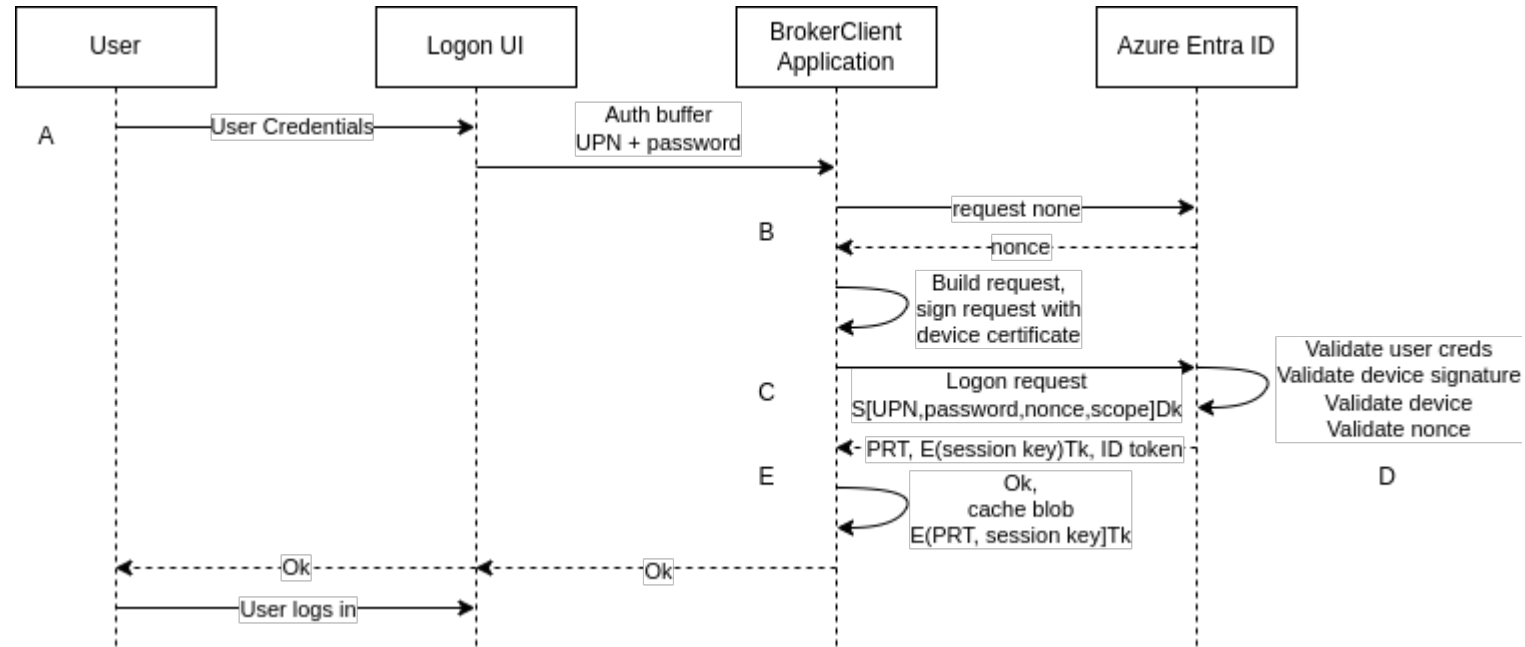 User
Logon UI
BrokerClient
Application
Azure Entra ID
A
User Credentials
Auth buffer
UPN + password
request none
B
nonce
Build request,
sign request with
device certificate
Validate user creds
Validate device signature
Validate device
Validate nonce
C
Logon request
S[UPN,password,nonce,scope]Dk
PRT, E(session key)Tk, ID token
E
D
Ok,
cache blob
E(PRT, session key]Tk
Ok
Ok
User logs in